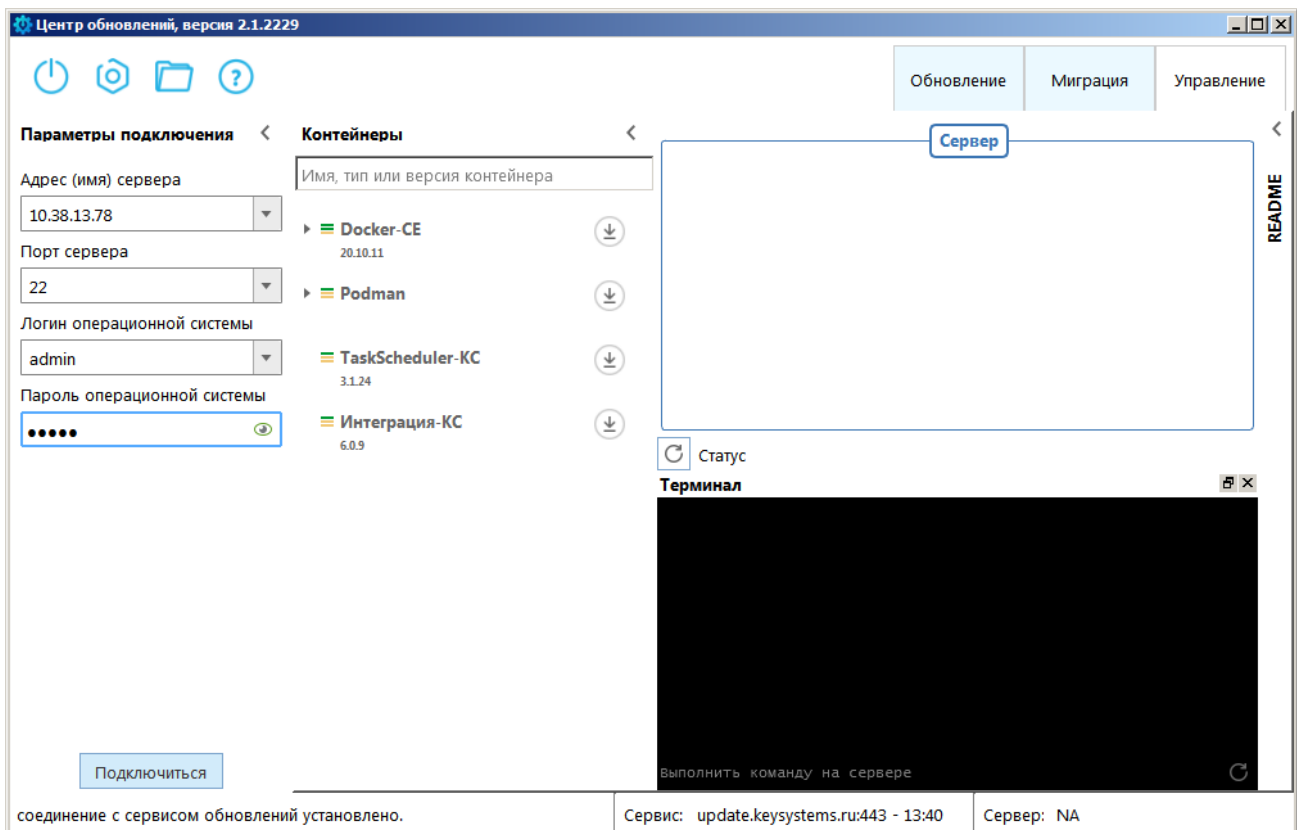 Центр обновлений, версия 2.1.2229
Обновление
Миграция
Управление
Параметры подключения
Адрес (имя) сервера
10.38.13.78
Порт сервера
22
Логин операционной системы
admin
Пароль операционной системы
•••••
Подключиться
Контейнеры
Имя, тип или версия контейнера
Docker-CE
20.10.11
Podman
TaskScheduler-КС
3.1.24
Интеграция-КС
6.0.9
Сервер
README
Статус
Терминал
Выполнить команду на сервере
соединение с сервисом обновлений установлено.
Сервис: update.keysystems.ru:443 - 13:40
Сервер: NA